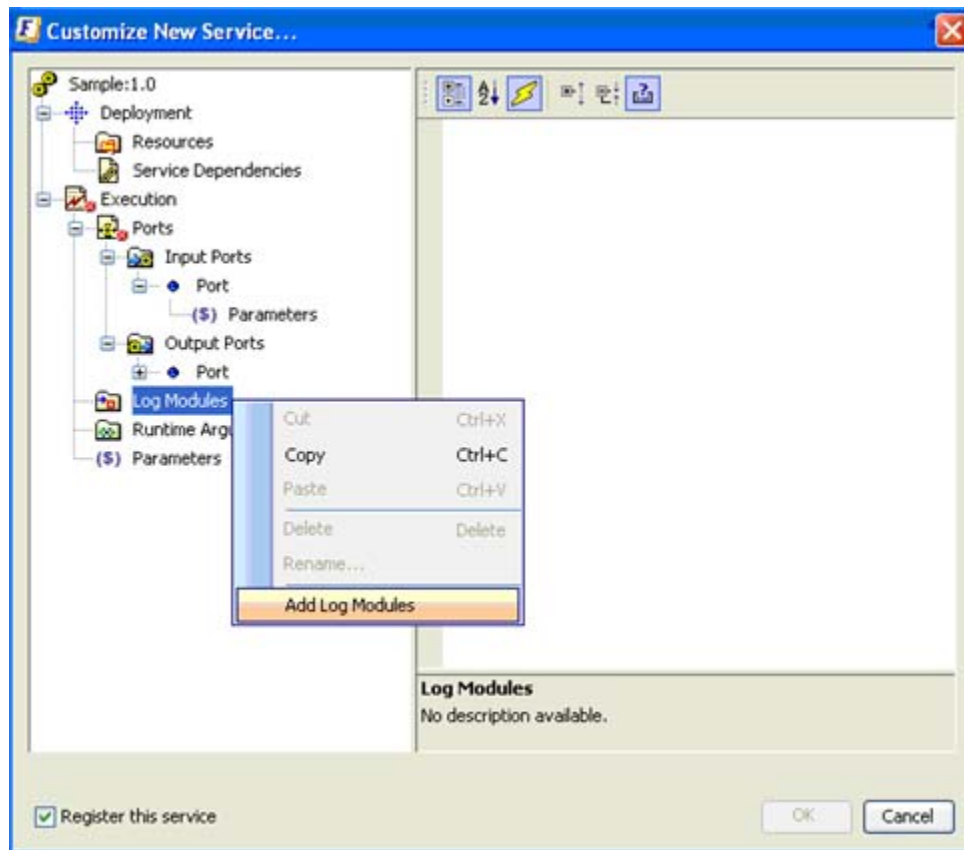 Customize New Service...
Sample:1.0
Deployment
Resources
Service Dependencies
Execution
Ports
Input Ports
Port
($) Parameters
Output Ports
Port
Log Modules
Runtime Argu
($) Parameters
Cut Ctrl+X
Copy Ctrl+C
Paste Ctrl+V
Delete Delete
Rename...
Add Log Modules
Log Modules
No description available.
Register this service
OK Cancel